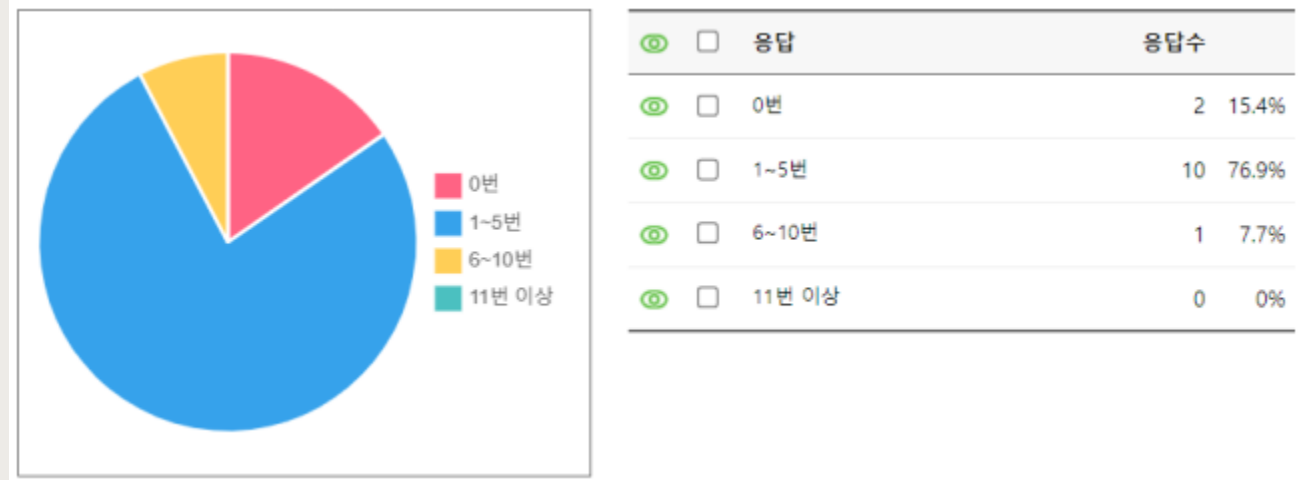 0번
1~5번
6~10번
11번 이상
응답 응답수
0번 2 15.4%
1~5번 10 76.9%
6~10번 1 7.7%
11번 이상 0 0%